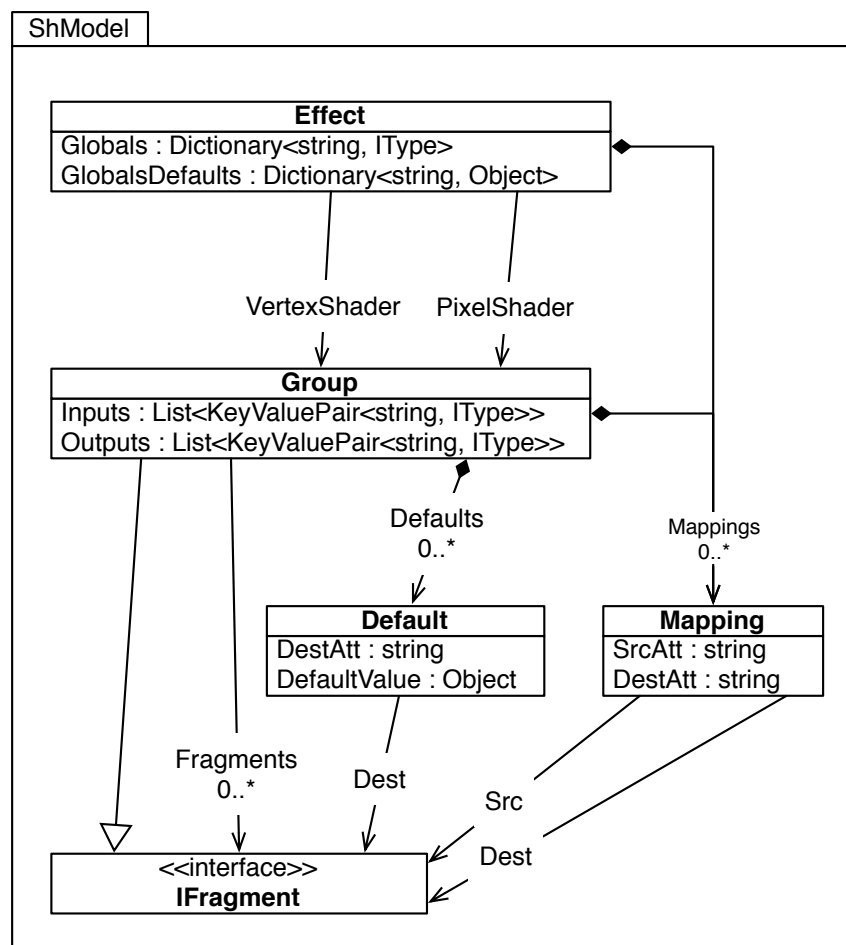 ShModel
Effect
Globals : Dictionary<string, IType>
GlobalsDefaults : Dictionary<string, Object>
VertexShader
PixelShader
Group
Inputs : List<KeyValuePair<string, IType>>
Outputs : List<KeyValuePair<string, IType>>
Defaults
0..*
Mappings
0..*
Default
DestAtt : string
DefaultValue : Object
Mapping
SrcAtt : string
DestAtt : string
Fragments
0..*
Dest
Src
Dest
<<interface>>
IFragment